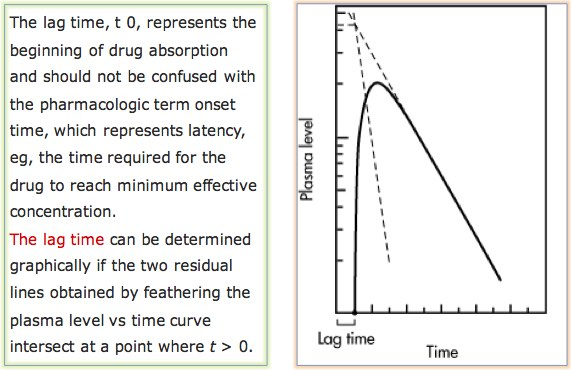 The lag time, t 0, represents the
beginning of drug absorption
and should not be confused with
the pharmacologic term onset
time, which represents latency,
eg, the time required for the
drug to reach minimum effective
concentration.
The lag time can be determined
graphically if the two residual
lines obtained by feathering the
plasma level vs time curve
intersect at a point where t > 0.
Plasma level
Lag time
Time